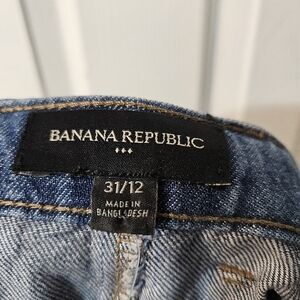 BANANA REPUBLIC
31/12
MADE IN
BANGLADESH